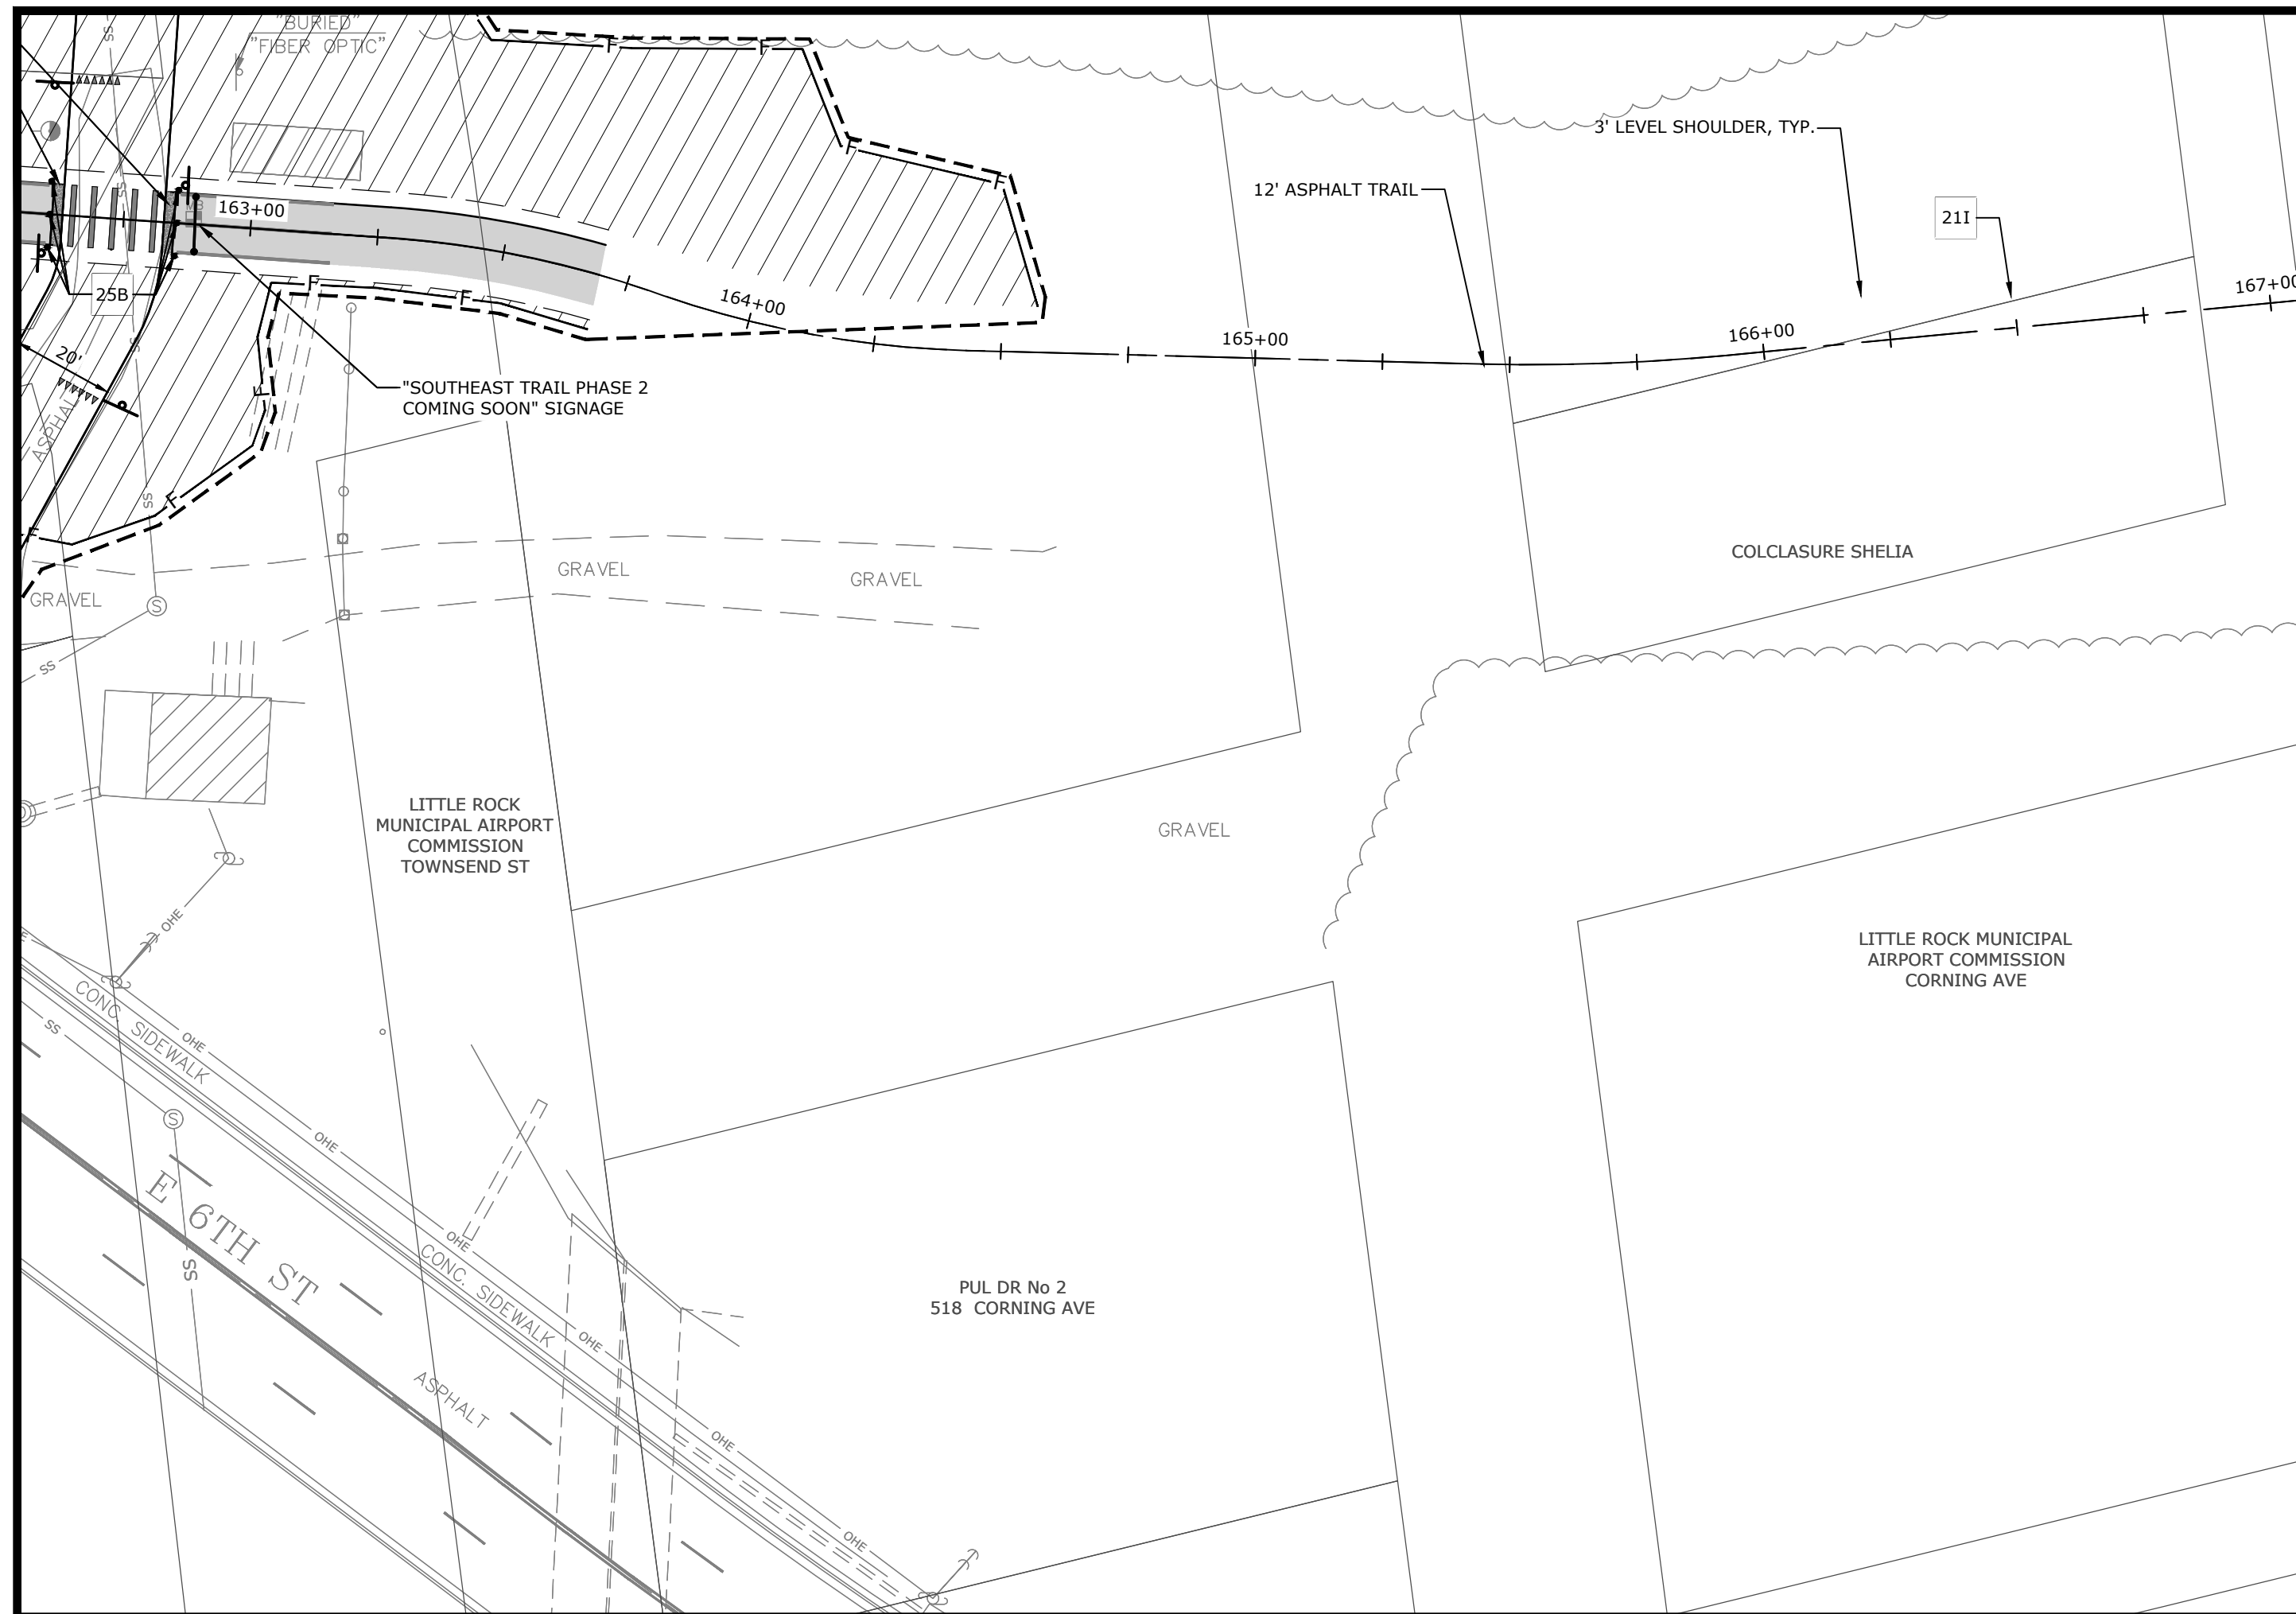 "BURIED"
"FIBER OPTIC"
SS
3' LEVEL SHOULDER, TYP.
12' ASPHALT TRAIL
21I
SS
163+00
F
F
F
F
F
F
25B
164+00
165+00
166+00
167+00
20'
SS
"SOUTHEAST TRAIL PHASE 2
COMING SOON" SIGNAGE
F
ASPHAL
SS
F
F
COLCLASURE SHELIA
GRAVEL
GRAVEL
GRAVEL
S
SS
LITTLE ROCK
MUNICIPAL AIRPORT
COMMISSION
TOWNSEND ST
GRAVEL
OHE
LITTLE ROCK MUNICIPAL
AIRPORT COMMISSION
CORNING AVE
CONC. SIDEWALK
SS
OHE
S
OHE
E 6TH ST
SS
OHE
CONC. SIDEWALK
OHE
PUL DR No 2
518 CORNING AVE
ASPHALT
OHE
OHE